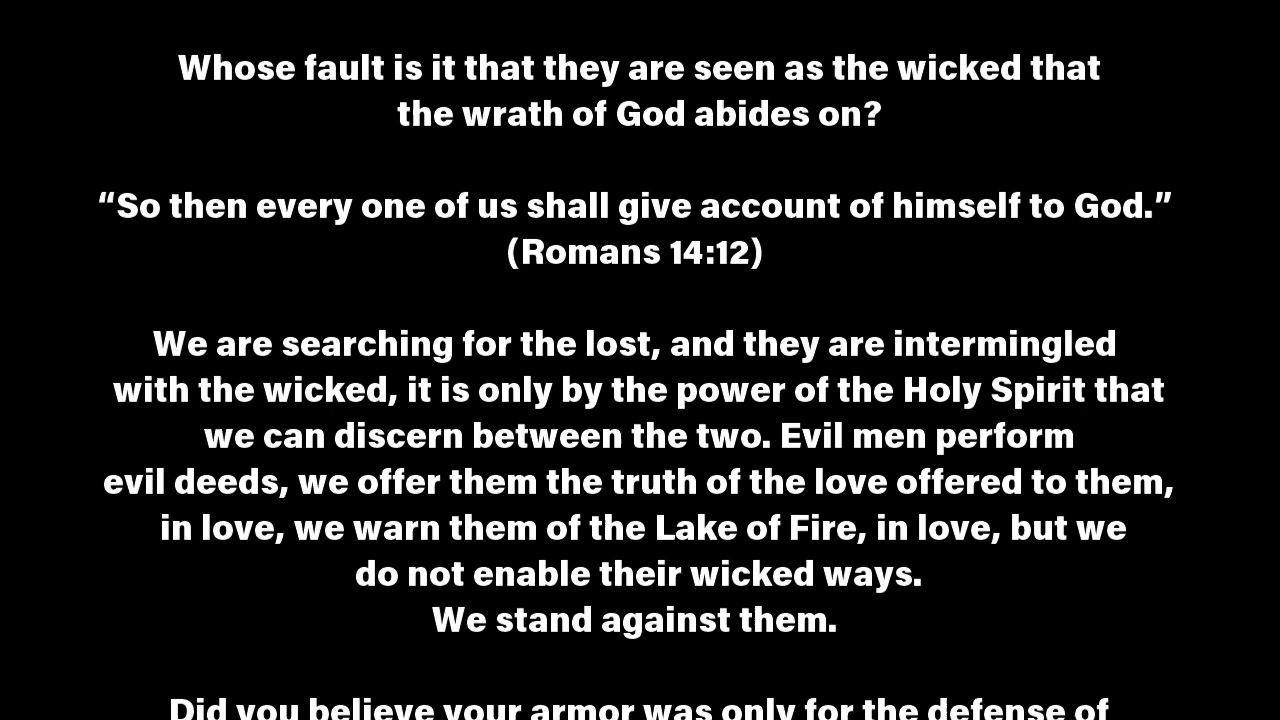 Whose fault is it that they are seen as the wicked that
the wrath of God abides on?
“So then every one of us shall give account of himself to God.”
(Romans 14:12)
We are searching for the lost, and they are intermingled
with the wicked, it is only by the power of the Holy Spirit that
we can discern between the two. Evil men perform
evil deeds, we offer them the truth of the love offered to them,
in love, we warn them of the Lake of Fire, in love, but we
do not enable their wicked ways.
We stand against them.
Did you believe your armor was only for the defense of